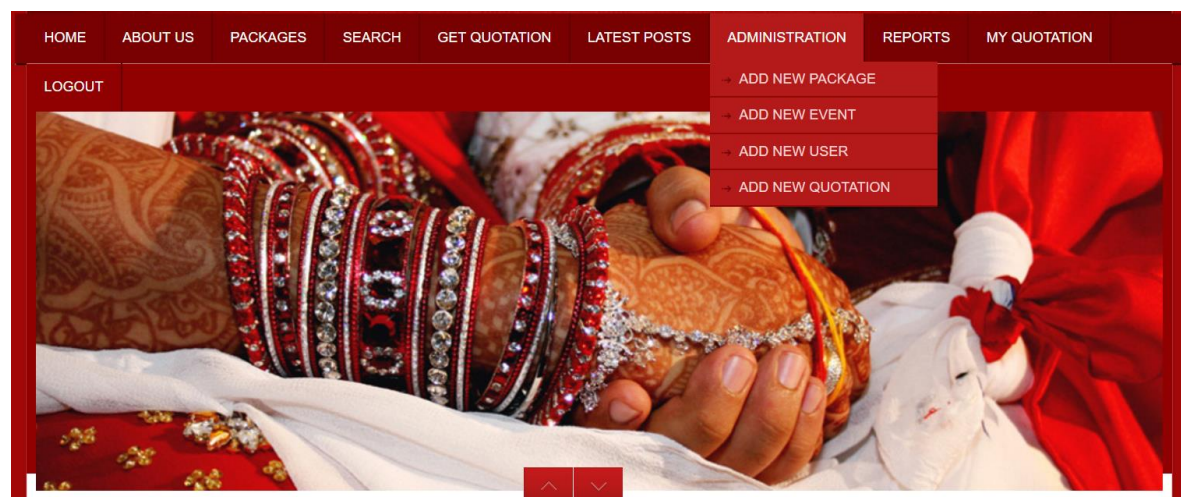 HOME ABOUT US PACKAGES SEARCH GET QUOTATION LATEST POSTS ADMINISTRATION REPORTS MY QUOTATION
LOGOUT
→ ADD NEW PACKAGE
→ ADD NEW EVENT
→ ADD NEW USER
→ ADD NEW QUOTATION